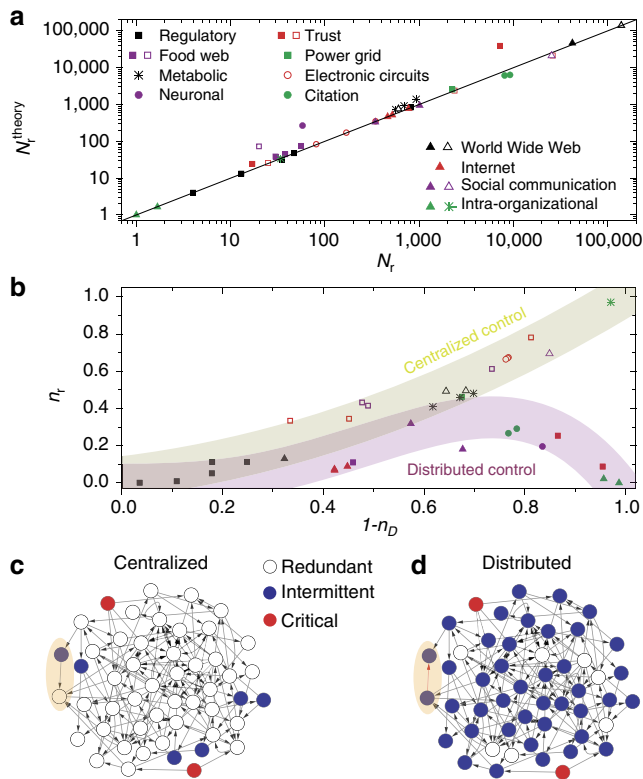 a
100,000
10,000
1,000
100
10
1
N_r^theory
Regulatory
Food web
Metabolic
Neuronal
Trust
Power grid
Electronic circuits
Citation
World Wide Web
Internet
Social communication
Intra-organizational
1 10 100 1,000 10,000 100,000
N_r
b
1.0
0.8
0.6
0.4
0.2
0.0
n_r
Centralized control
Distributed control
0.0 0.2 0.4 0.6 0.8 1.0
1-n_D
c Centralized
Redundant
Intermittent
Critical
d Distributed